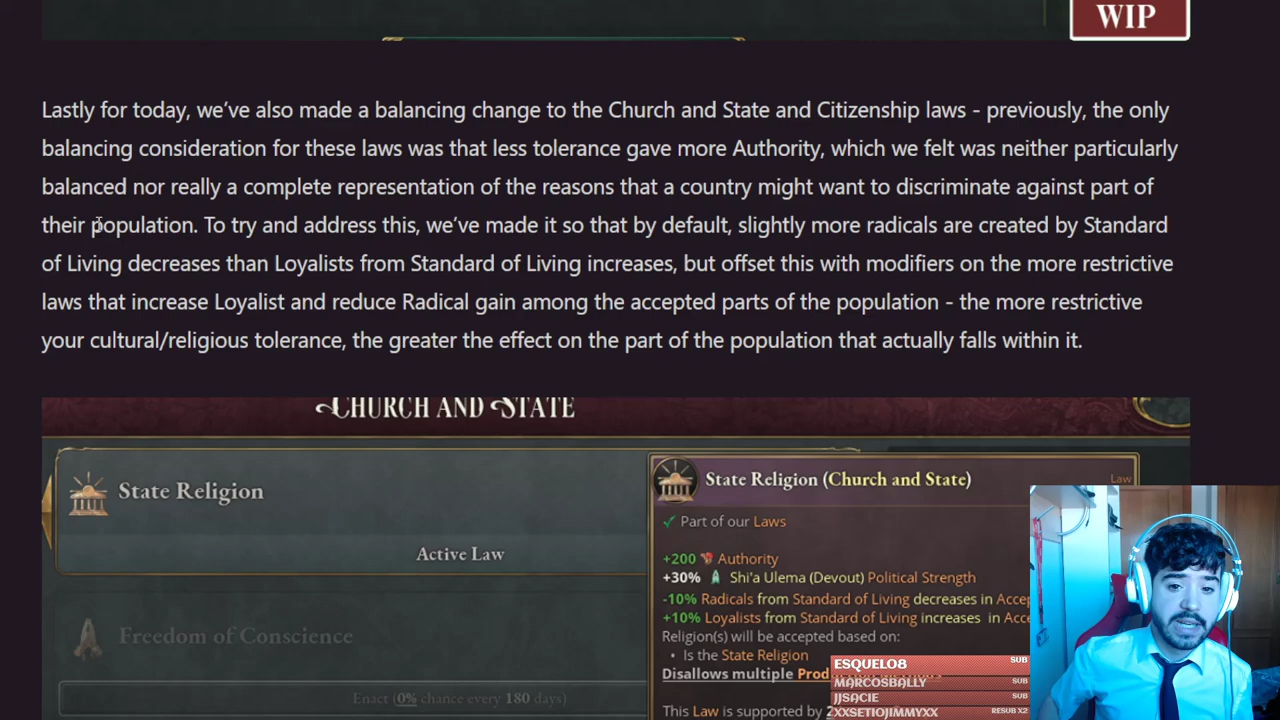 WIP
Lastly for today, we've also made a balancing change to the Church and State and Citizenship laws - previously, the only
balancing consideration for these laws was that less tolerance gave more Authority, which we felt was neither particularly
balanced nor really a complete representation of the reasons that a country might want to discriminate against part of
their population. To try and address this, we've made it so that by default, slightly more radicals are created by Standard
of Living decreases than Loyalists from Standard of Living increases, but offset this with modifiers on the more restrictive
laws that increase Loyalist and reduce Radical gain among the accepted parts of the population - the more restrictive
your cultural/religious tolerance, the greater the effect on the part of the population that actually falls within it.
CHURCH AND STATE
State Religion
Active Law
Freedom of Conscience
Enact (0% chance every 180 days)
State Religion (Church and State)
Law
Part of our Laws
+200 Authority
+30% Shi'a Ulema (Devout) Political Strength
-10% Radicals from Standard of Living decreases in
+10% Loyalists from Standard of Living increases in
Religion(s) will be accepted based on:
• Is the State Religion
Disallows multiple
This Law is supported by
ESQUELO8 SUB
MARCOSBALLY SUB
JJSACIE SUB
XXSETIOJIMMYXX RESUB X2